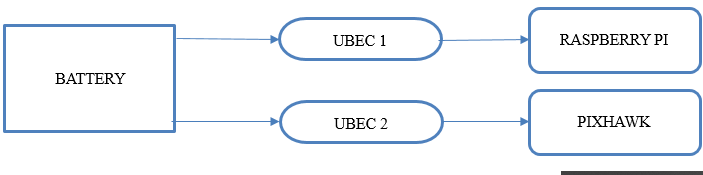 UBEC 1
RASPBERRY PI
BATTERY
UBEC 2
PIXHAWK